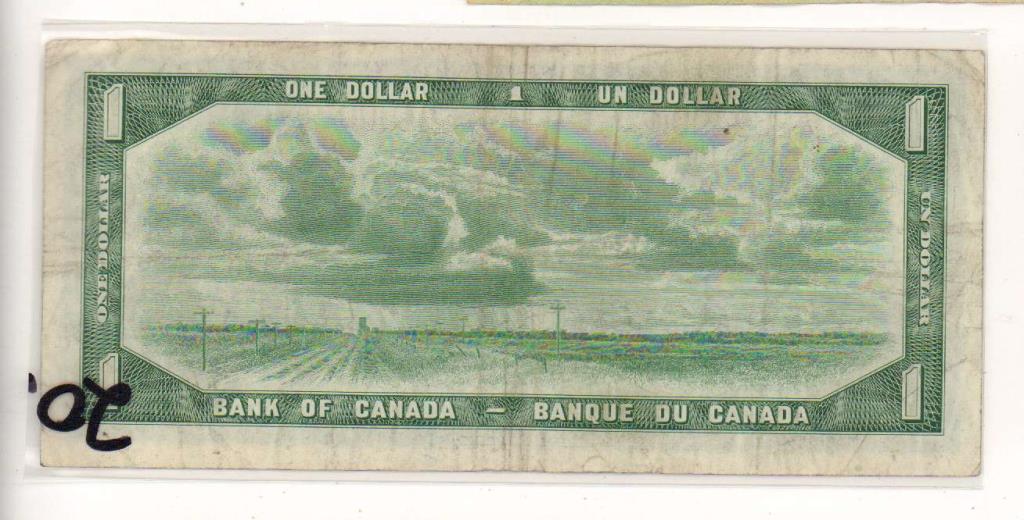 ONE DOLLAR 1 UN DOLLAR
1 1
ONE DOLLAR
UN DOLLAR
1 1
BANK OF CANADA – BANQUE DU CANADA
20.